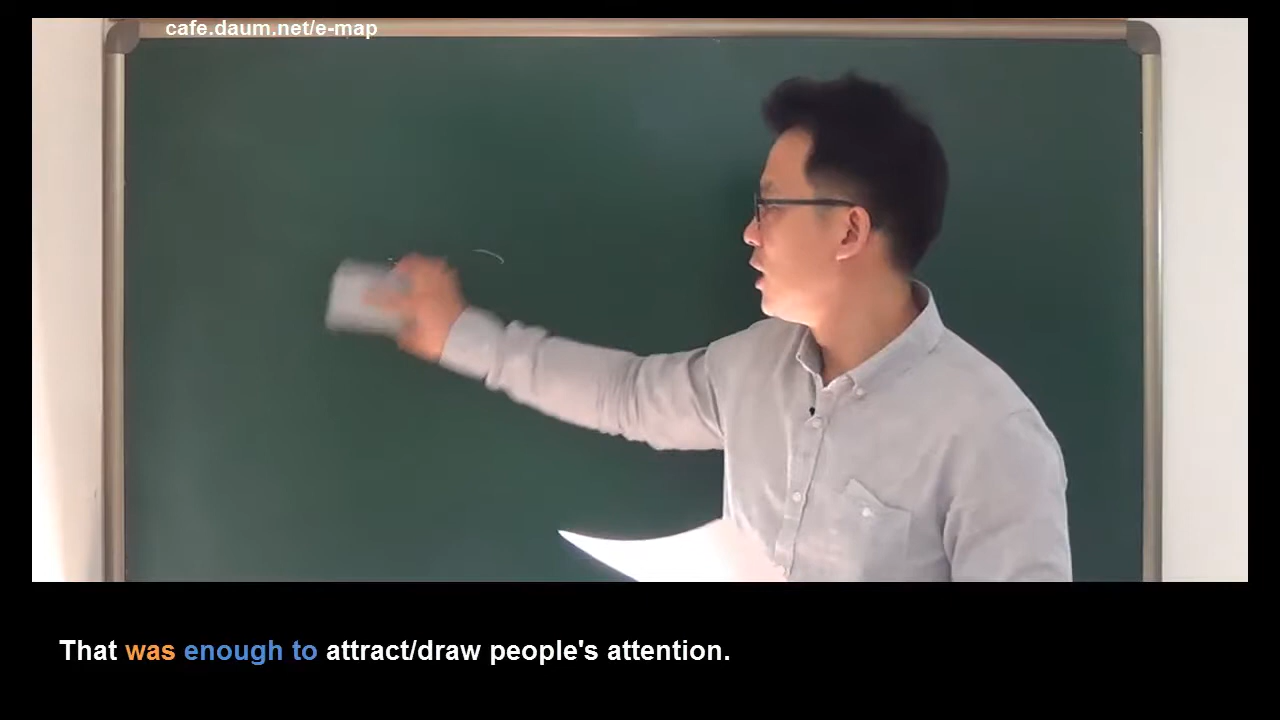 cafe.daum.net/e-map
That was enough to attract/draw people's attention.